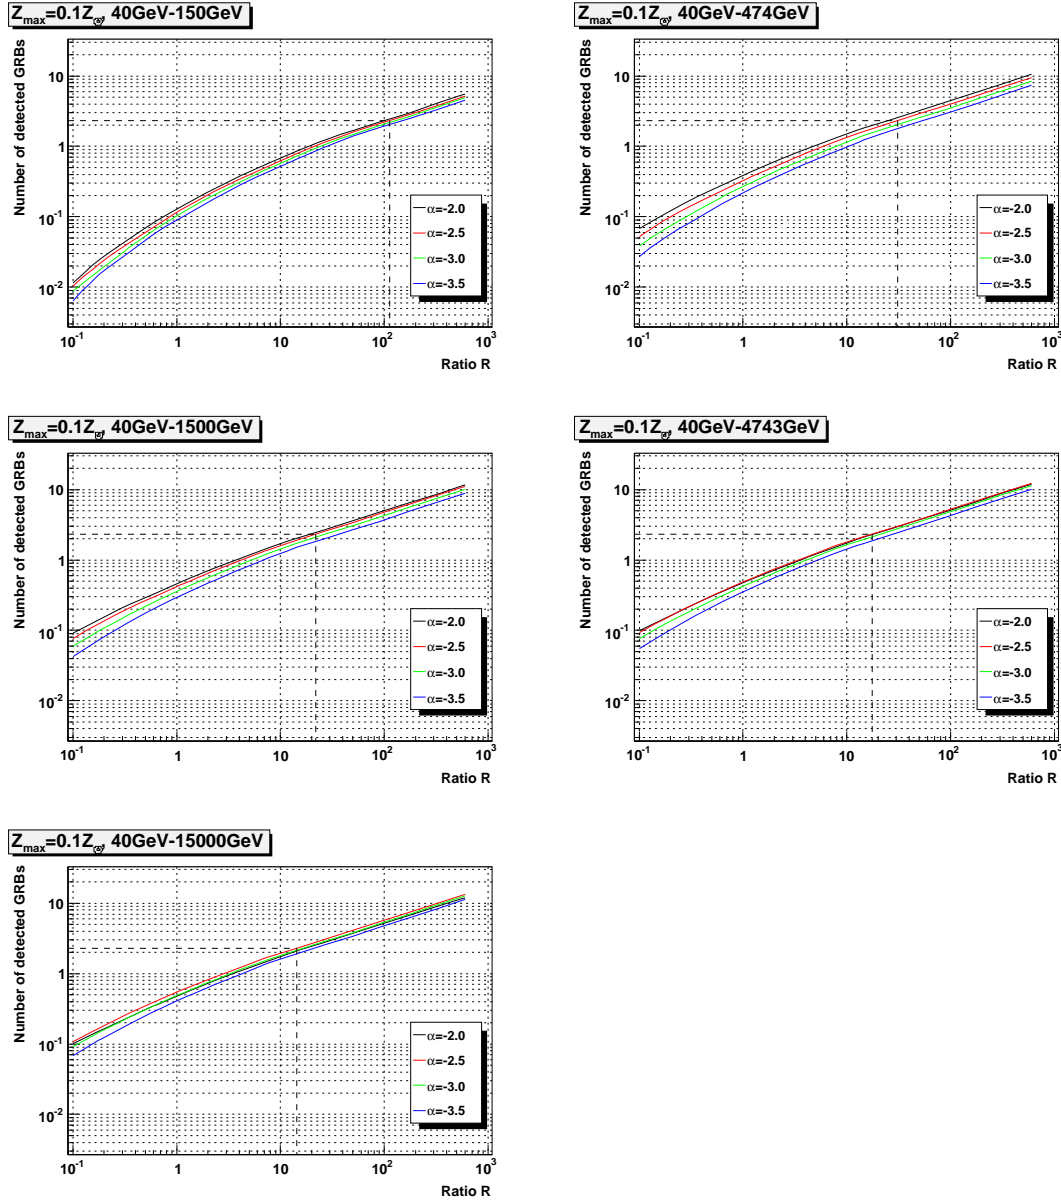 Z_max=0.1Z_⊙, 40GeV-150GeV
Number of detected GRBs
10
1
10^-1
10^-2
α=-2.0
α=-2.5
α=-3.0
α=-3.5
10^-1 1 10 10^2 10^3
Ratio R
Z_max=0.1Z_⊙, 40GeV-474GeV
Number of detected GRBs
10
1
10^-1
10^-2
α=-2.0
α=-2.5
α=-3.0
α=-3.5
10^-1 1 10 10^2 10^3
Ratio R
Z_max=0.1Z_⊙, 40GeV-1500GeV
Number of detected GRBs
10
1
10^-1
10^-2
α=-2.0
α=-2.5
α=-3.0
α=-3.5
10^-1 1 10 10^2 10^3
Ratio R
Z_max=0.1Z_⊙, 40GeV-4743GeV
Number of detected GRBs
10
1
10^-1
10^-2
α=-2.0
α=-2.5
α=-3.0
α=-3.5
10^-1 1 10 10^2 10^3
Ratio R
Z_max=0.1Z_⊙, 40GeV-15000GeV
Number of detected GRBs
10
1
10^-1
10^-2
α=-2.0
α=-2.5
α=-3.0
α=-3.5
10^-1 1 10 10^2 10^3
Ratio R